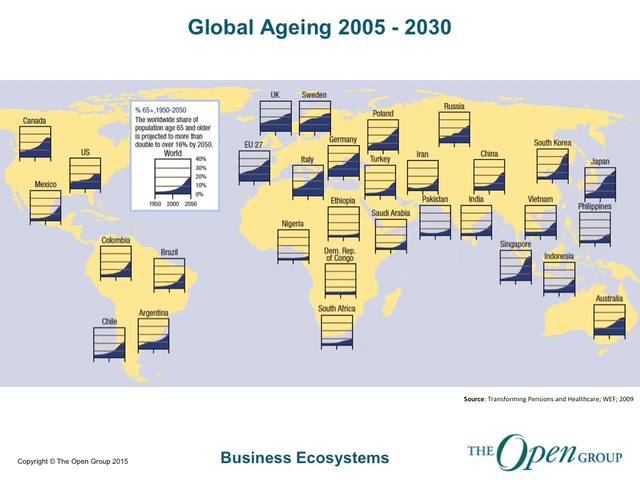 Global Ageing 2005 - 2030
% 65+,1950-2050
The worldwide share of
population age 65 and older
is projected to more than
double to over 16% by 2050.
World
40%
30%
20%
10%
0%
1950 2000 2050
Canada
US
Mexico
Colombia
Brazil
Argentina
Chile
UK
Sweden
EU 27
Italy
Germany
Poland
Turkey
Russia
Iran
China
South Korea
Japan
Nigeria
Ethiopia
Saudi Arabia
Pakistan
India
Vietnam
Philippines
Dem. Rep.
of Congo
South Africa
Singapore
Indonesia
Australia
Source: Transforming Pensions and Healthcare; WEF; 2009
Copyright © The Open Group 2015
Business Ecosystems
THE Open GROUP